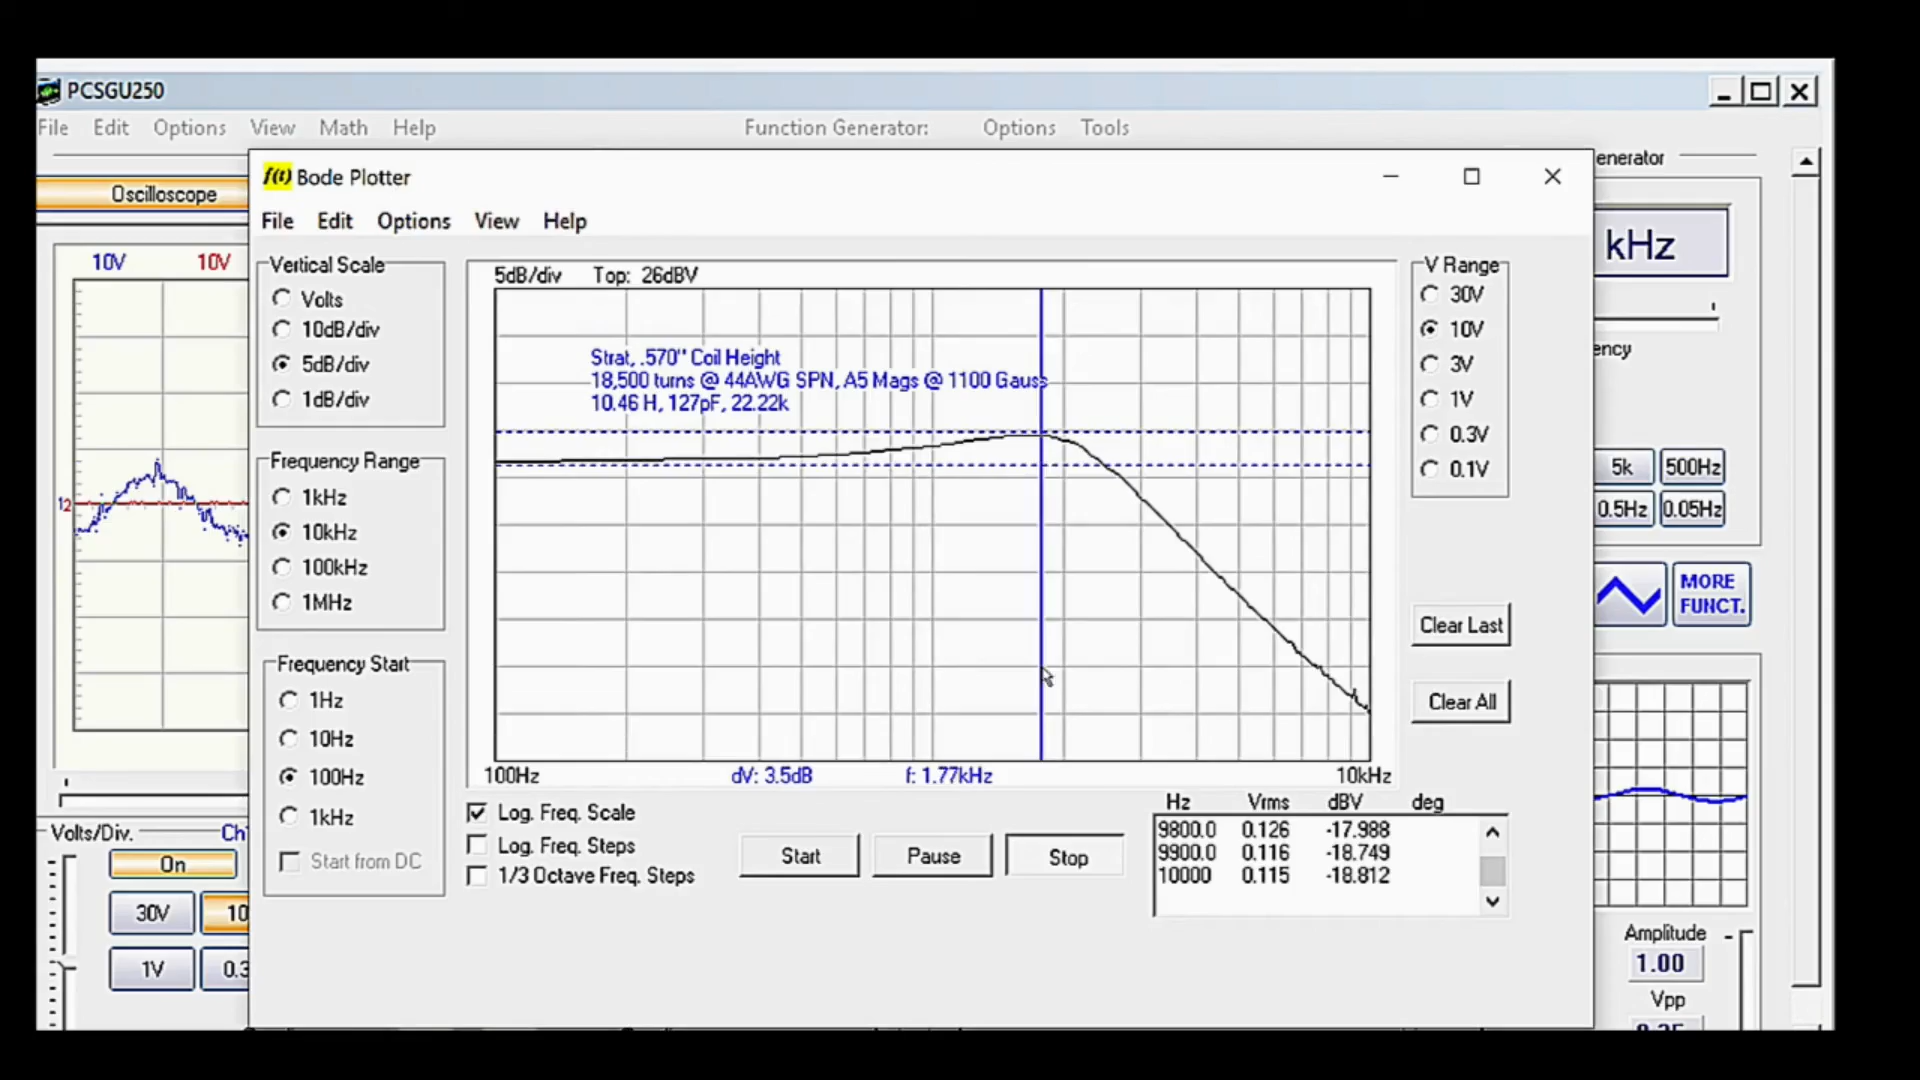 PCSGU250
File Edit Options View Math Help Function Generator: Options Tools
enerator
Bode Plotter
File Edit Options View Help
Oscilloscope
10V 10V
12
Vertical Scale
Volts
10dB/div
5dB/div
1dB/div
Frequency Range
1kHz
10kHz
100kHz
1MHz
Frequency Start
1Hz
10Hz
100Hz
1kHz
Start from DC
5dB/div Top: 26dBV
Strat, .570" Coil Height
18,500 turns @ 44AWG SPN, A5 Mags @ 1100 Gauss
10.46 H, 127pF, 22.22k
100Hz dV: 3.5dB f: 1.77kHz 10kHz
Log. Freq. Scale
Log. Freq. Steps
1/3 Octave Freq. Steps
Start Pause Stop
Hz Vrms dBV deg
9800.0 0.126 -17.988
9900.0 0.116 -18.749
10000 0.115 -18.812
V Range
30V
10V
3V
1V
0.3V
0.1V
Clear Last
Clear All
kHz
ency
5k 500Hz
0.5Hz 0.05Hz
MORE
FUNCT.
Volts/Div. Ch
On
30V 10
1V 0.3
Amplitude
1.00
Vpp